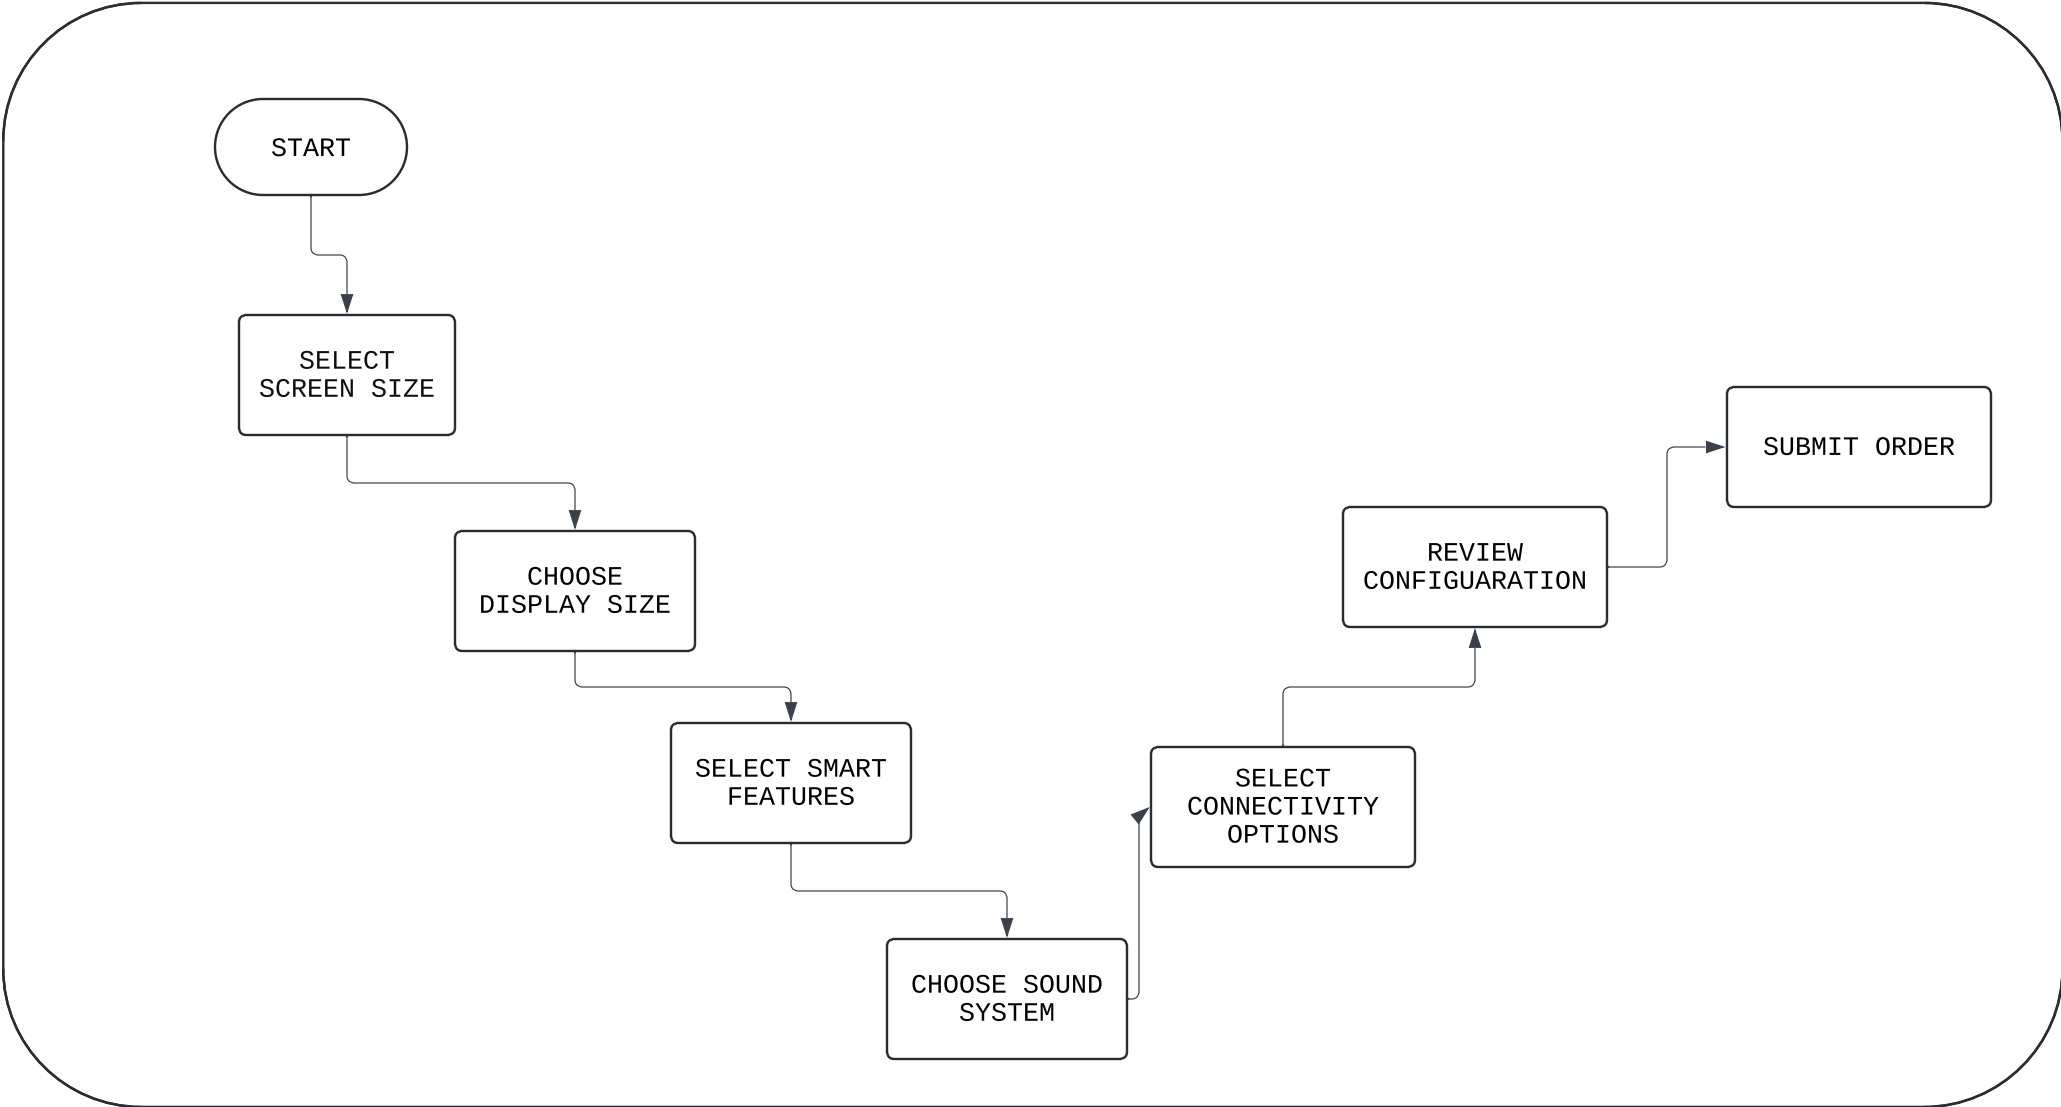 START
SELECT
SCREEN SIZE
CHOOSE
DISPLAY SIZE
SELECT SMART
FEATURES
CHOOSE SOUND
SYSTEM
SELECT
CONNECTIVITY
OPTIONS
REVIEW
CONFIGUARATION
SUBMIT ORDER